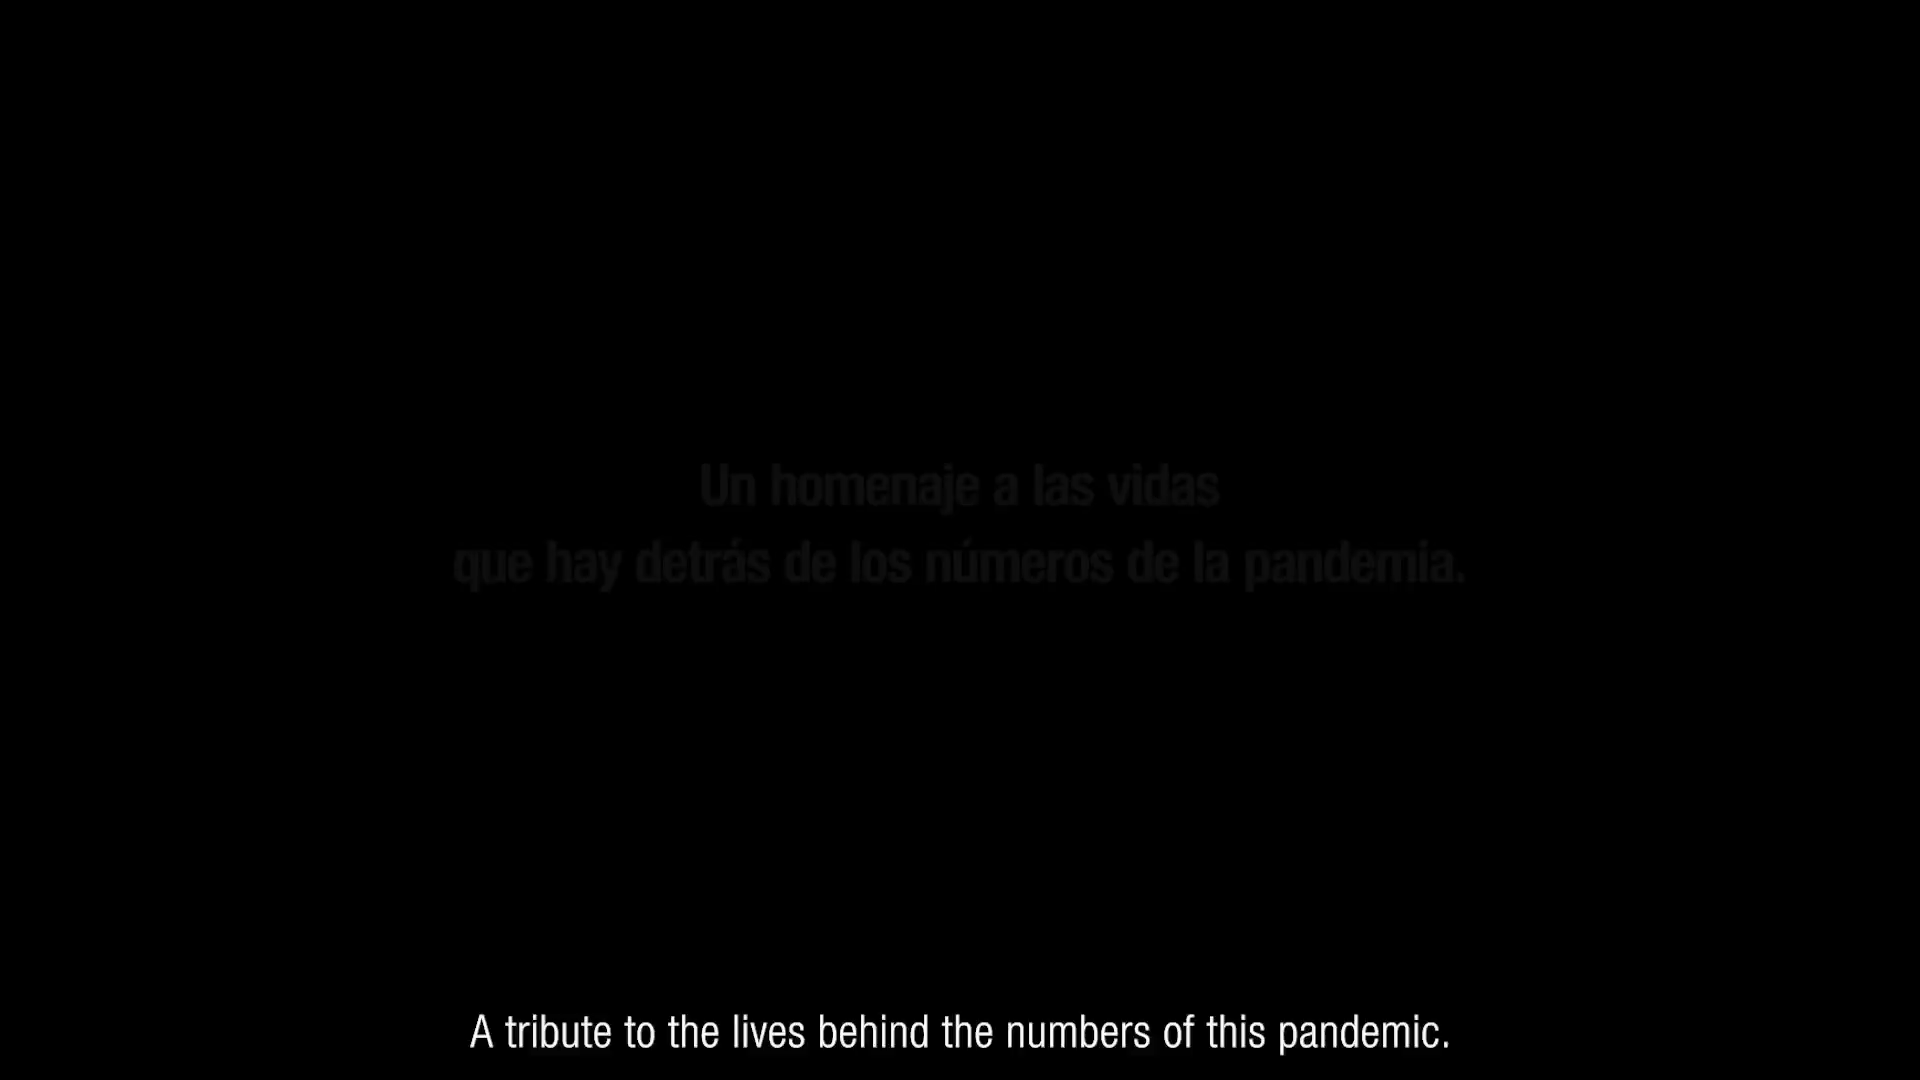 Un homenaje a las vidas
que hay detrás de los números de la pandemia.
A tribute to the lives behind the numbers of this pandemic.